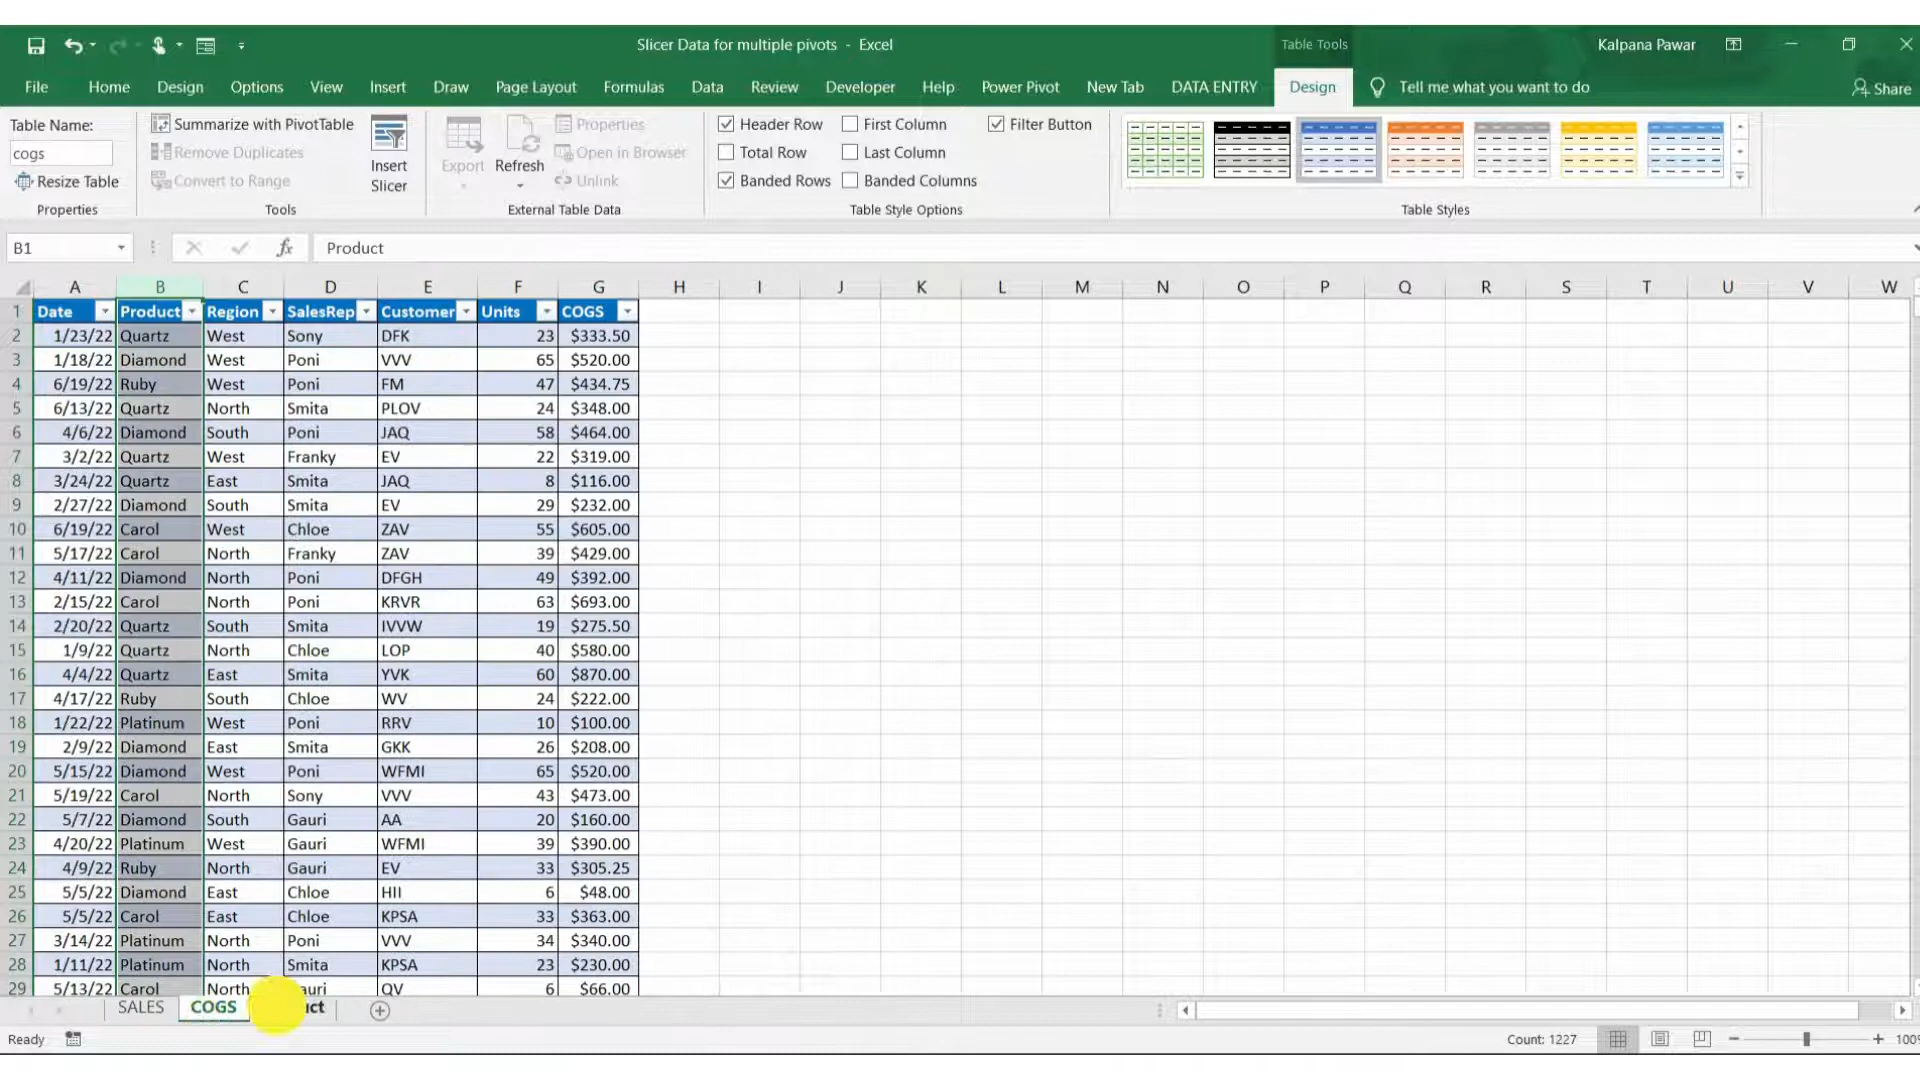 Slicer Data for multiple pivots - Excel
Table Tools
Kalpana Pawar
File Home Design Options View Insert Draw Page Layout Formulas Data Review Developer Help Power Pivot New Tab DATA ENTRY Design Tell me what you want to do Share
Table Name:
cogs
Resize Table
Properties
Summarize with PivotTable
Remove Duplicates
Convert to Range
Tools
Insert Slicer
Export
Refresh
Properties
Open in Browser
Unlink
External Table Data
Header Row First Column Filter Button
Total Row Last Column
Banded Rows Banded Columns
Table Style Options
Table Styles
B1 fx Product
A B C D E F G H I J K L M N O P Q R S T U V W
1 Date Product Region SalesRep Customer Units COGS
2 1/23/22 Quartz West Sony DFK 23 $333.50
3 1/18/22 Diamond West Poni VVV 65 $520.00
4 6/19/22 Ruby West Poni FM 47 $434.75
5 6/13/22 Quartz North Smita PLOV 24 $348.00
6 4/6/22 Diamond South Poni JAQ 58 $464.00
7 3/2/22 Quartz West Franky EV 22 $319.00
8 3/24/22 Quartz East Smita JAQ 8 $116.00
9 2/27/22 Diamond South Smita EV 29 $232.00
10 6/19/22 Carol West Chloe ZAV 55 $605.00
11 5/17/22 Carol North Franky ZAV 39 $429.00
12 4/11/22 Diamond North Poni DFGH 49 $392.00
13 2/15/22 Carol North Poni KRVR 63 $693.00
14 2/20/22 Quartz South Smita IVVW 19 $275.50
15 1/9/22 Quartz North Chloe LOP 40 $580.00
16 4/4/22 Quartz East Smita YVK 60 $870.00
17 4/17/22 Ruby South Chloe WV 24 $222.00
18 1/22/22 Platinum West Poni RRV 10 $100.00
19 2/9/22 Diamond East Smita GKK 26 $208.00
20 5/15/22 Diamond West Poni WFMI 65 $520.00
21 5/19/22 Carol North Sony VVV 43 $473.00
22 5/7/22 Diamond South Gauri AA 20 $160.00
23 4/20/22 Platinum West Gauri WFMI 39 $390.00
24 4/9/22 Ruby North Gauri EV 33 $305.25
25 5/5/22 Diamond East Chloe HII 6 $48.00
26 5/5/22 Carol East Chloe KPSA 33 $363.00
27 3/14/22 Platinum North Poni VVV 34 $340.00
28 1/11/22 Platinum North Smita KPSA 23 $230.00
29 5/13/22 Carol North auri QV 6 $66.00
SALES COGS ct
Ready Count: 1227 100